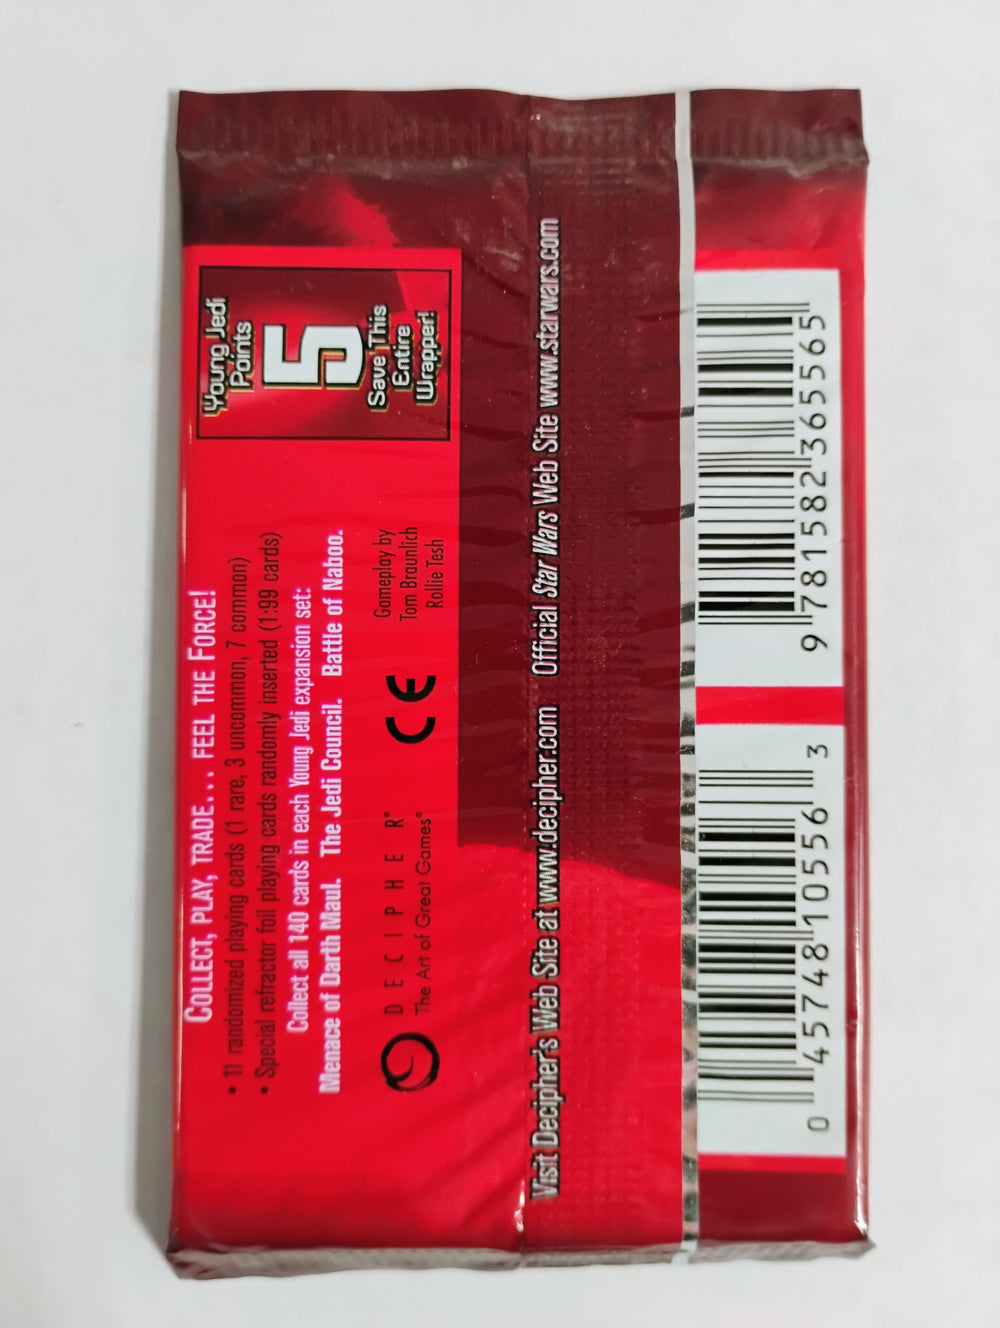 COLLECT, PLAY, TRADE... FEEL THE FORCE!
• 11 randomized playing cards (1 rare, 3 uncommon, 7 common)
• Special refractor foil playing cards randomly inserted (1:99 cards)
Collect all 140 cards in each Young Jedi expansion set:
Menace of Darth Maul. The Jedi Council. Battle of Naboo.
DECIPHER®
The Art of Great Games®
CE
Gameplay by
Tom Braunlich
Rollie Tesh
Young Jedi
Points
5
Save This
Entire
Wrapper!
Visit Decipher's Web Site at www.decipher.com Official Star Wars Web Site www.starwars.com
0 45748 10556 3
9 781582 365565